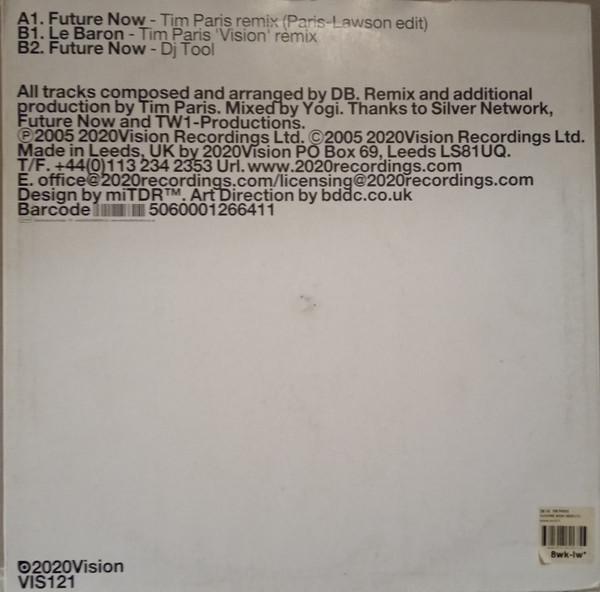 A1. Future Now - Tim Paris remix (Paris-Lawson edit)
B1. Le Baron - Tim Paris 'Vision' remix
B2. Future Now - Dj Tool
All tracks composed and arranged by DB. Remix and additional
production by Tim Paris. Mixed by Yogi. Thanks to Silver Network,
Future Now and TW1-Productions.
℗2005 2020Vision Recordings Ltd. ©2005 2020Vision Recordings Ltd.
Made in Leeds, UK by 2020Vision PO Box 69, Leeds LS81UQ.
T/F. +44(0)113 234 2353 Url. www.2020recordings.com
E. office@2020recordings.com/licensing@2020recordings.com
Design by miTDR™. Art Direction by bddc.co.uk
Barcode 5060001266411
2020Vision
VIS121
8wk-lw*